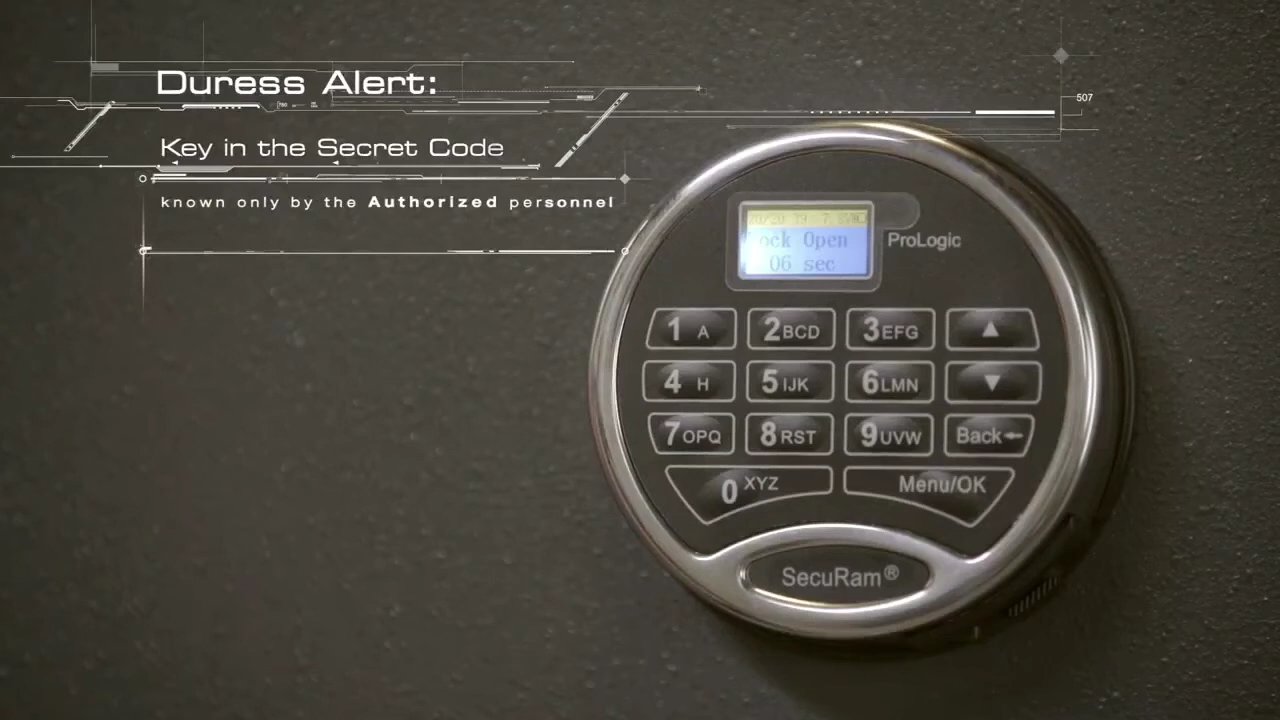 Duress Alert:
507
Key in the Secret Code
known only by the Authorized personnel
ock Open
06 sec
ProLogic
1 A
2 BCD
3 EFG
▲
4 H
5 IJK
6 LMN
▼
7 OPQ
8 RST
9 UVW
Back←
0 XYZ
Menu/OK
SecuRam®